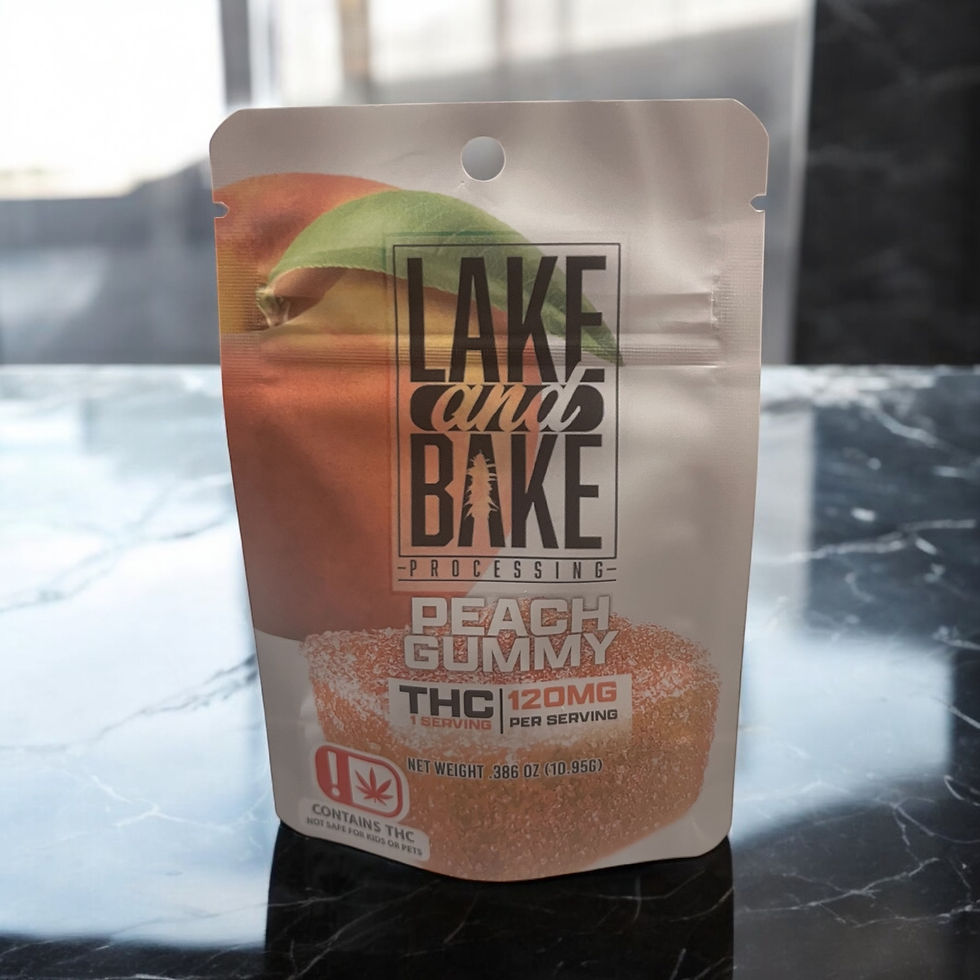 LAKE
and
BAKE
-PROCESSING-
PEACH
GUMMY
THC
1 SERVING
120MG
PER SERVING
NET WEIGHT .386 OZ (10.95G)
!
CONTAINS THC
NOT SAFE FOR KIDS OR PETS